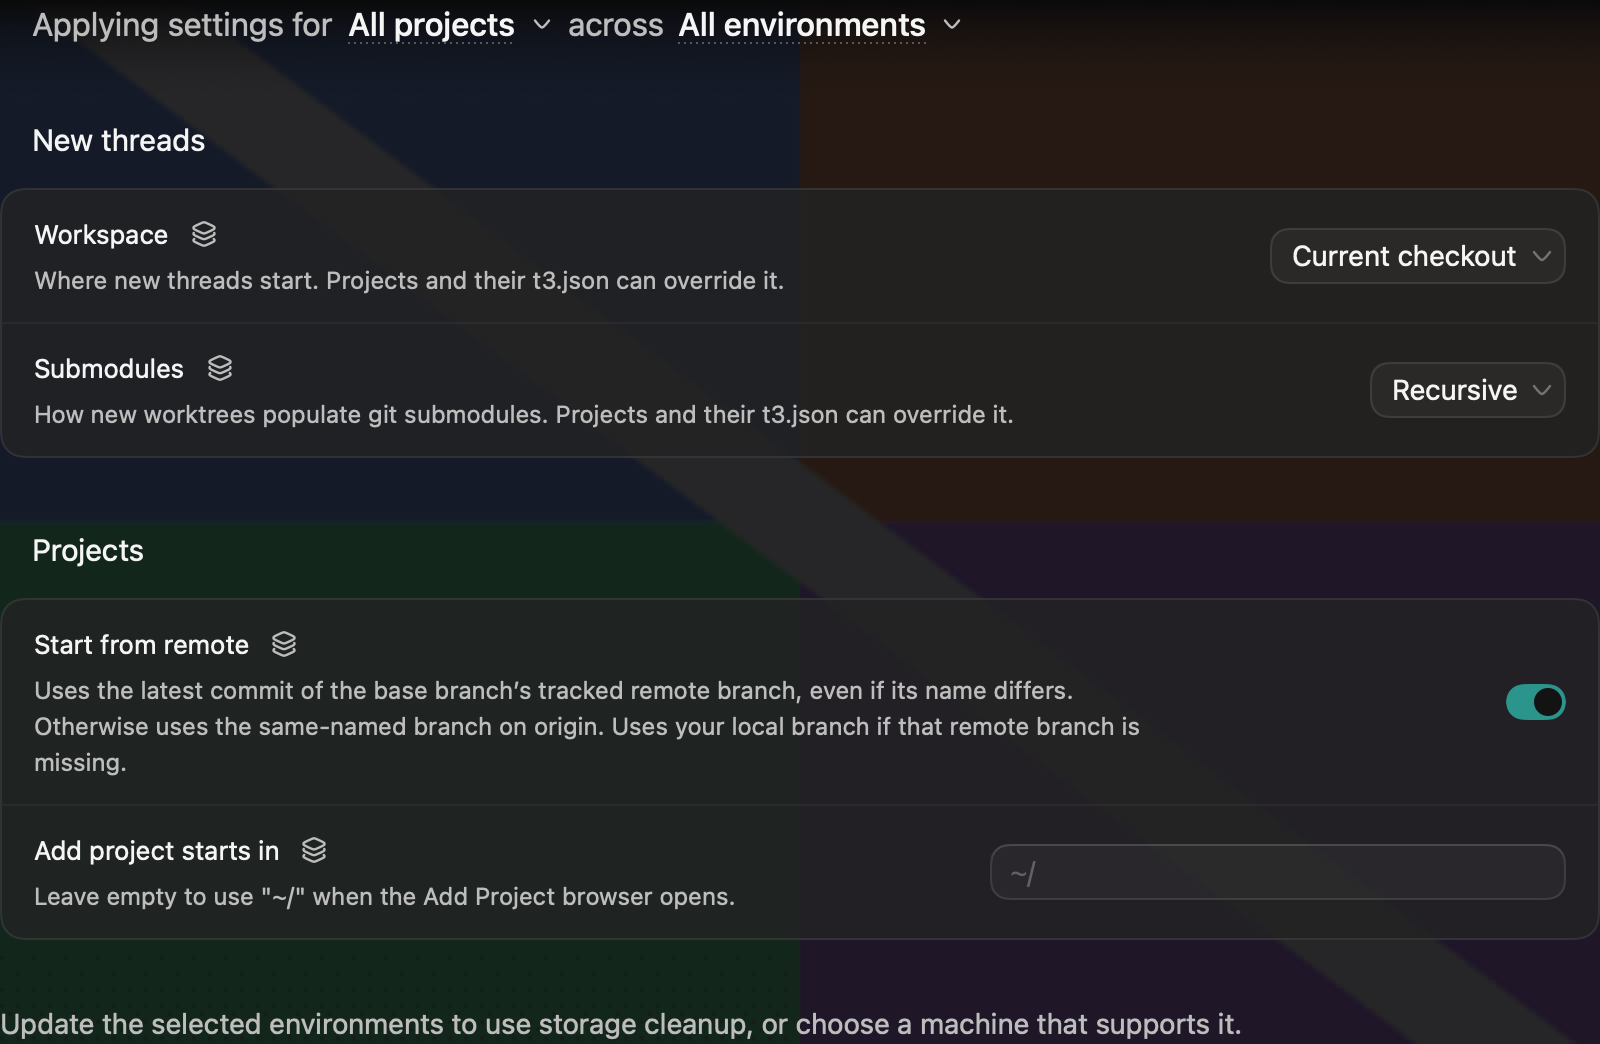 Applying settings for All projects across All environments
New threads
Workspace
Where new threads start. Projects and their t3.json can override it.
Current checkout
Submodules
How new worktrees populate git submodules. Projects and their t3.json can override it.
Recursive
Projects
Start from remote
Uses the latest commit of the base branch’s tracked remote branch, even if its name differs.
Otherwise uses the same-named branch on origin. Uses your local branch if that remote branch is
missing.
Add project starts in
Leave empty to use "~/" when the Add Project browser opens.
~/
Update the selected environments to use storage cleanup, or choose a machine that supports it.